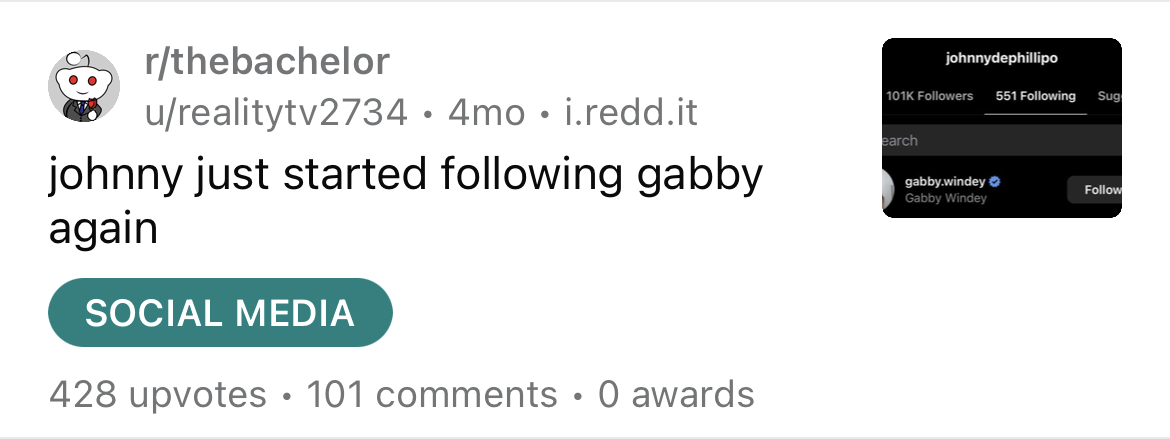 r/thebachelor
u/realitytv2734 • 4mo • i.redd.it
johnny just started following gabby
again
SOCIAL MEDIA
428 upvotes • 101 comments • 0 awards
johnnydephillipo
101K Followers 551 Following Sug
earch
gabby.windey
Gabby Windey
Follow